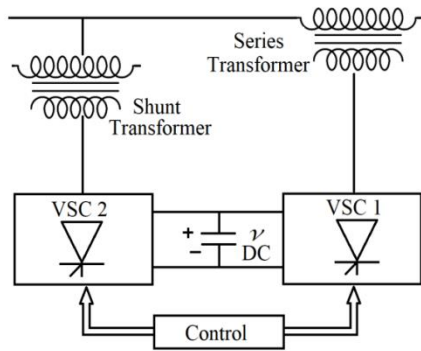 Series
Transformer
Shunt
Transformer
VSC 2
VSC 1
+
−
ν
DC
Control